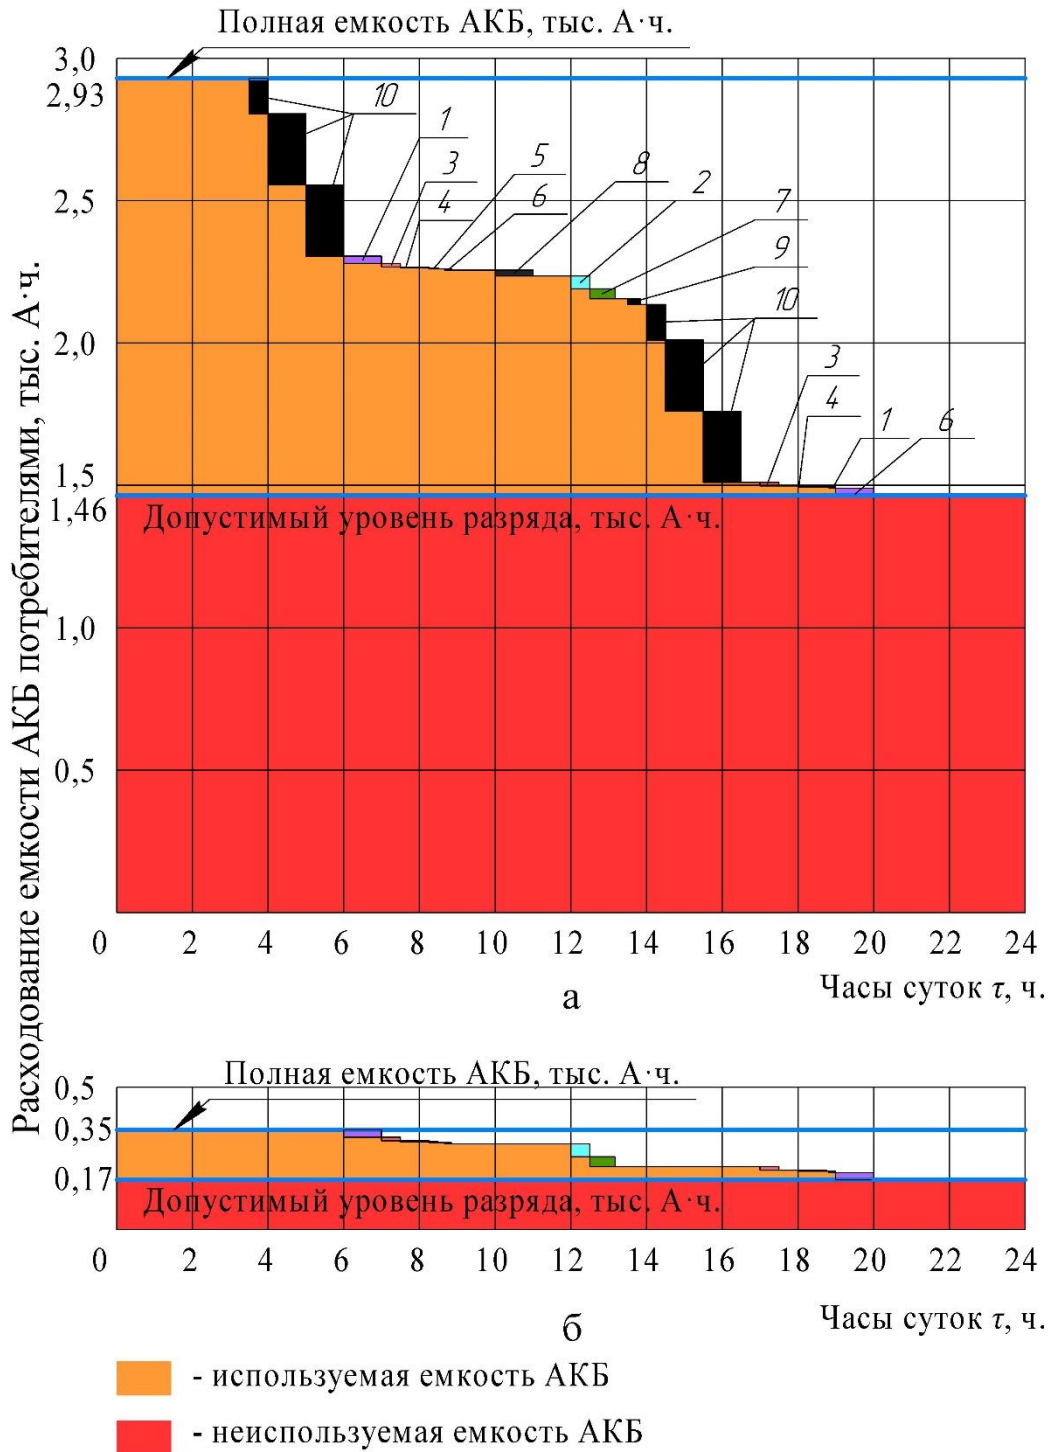 Полная емкость АКБ, тыс. А·ч.
Расходование емкости АКБ потребителями, тыс. А·ч.
3,0
2,93
10
1
3
4
5
6
8
2
7
9
2,5
2,0
10
3
4
1
6
1,5
1,46
Допустимый уровень разряда, тыс. А·ч.
1,0
0,5
0 2 4 6 8 10 12 14 16 18 20 22 24
Часы суток τ, ч.
а
Полная емкость АКБ, тыс. А·ч.
0,5
0,35
0,17
Допустимый уровень разряда, тыс. А·ч.
0 2 4 6 8 10 12 14 16 18 20 22 24
Часы суток τ, ч.
б
- используемая емкость АКБ
- неиспользуемая емкость АКБ